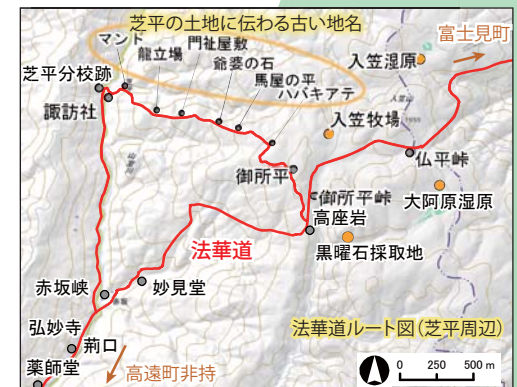 芝平の土地に伝わる古い地名
富士見町
マント
龍立場
門祉屋敷
爺婆の石
馬屋の平
ハバキアテ
入笠湿原
芝平分校跡
諏訪社
入笠牧場
仏平峠
御所平
御所平峠
大阿原湿原
高座岩
黒曜石採取地
法華道
赤坂峡
妙見堂
弘妙寺
荊口
薬師堂
高遠町非持
法華道ルート図(芝平周辺)
0 250 500 m